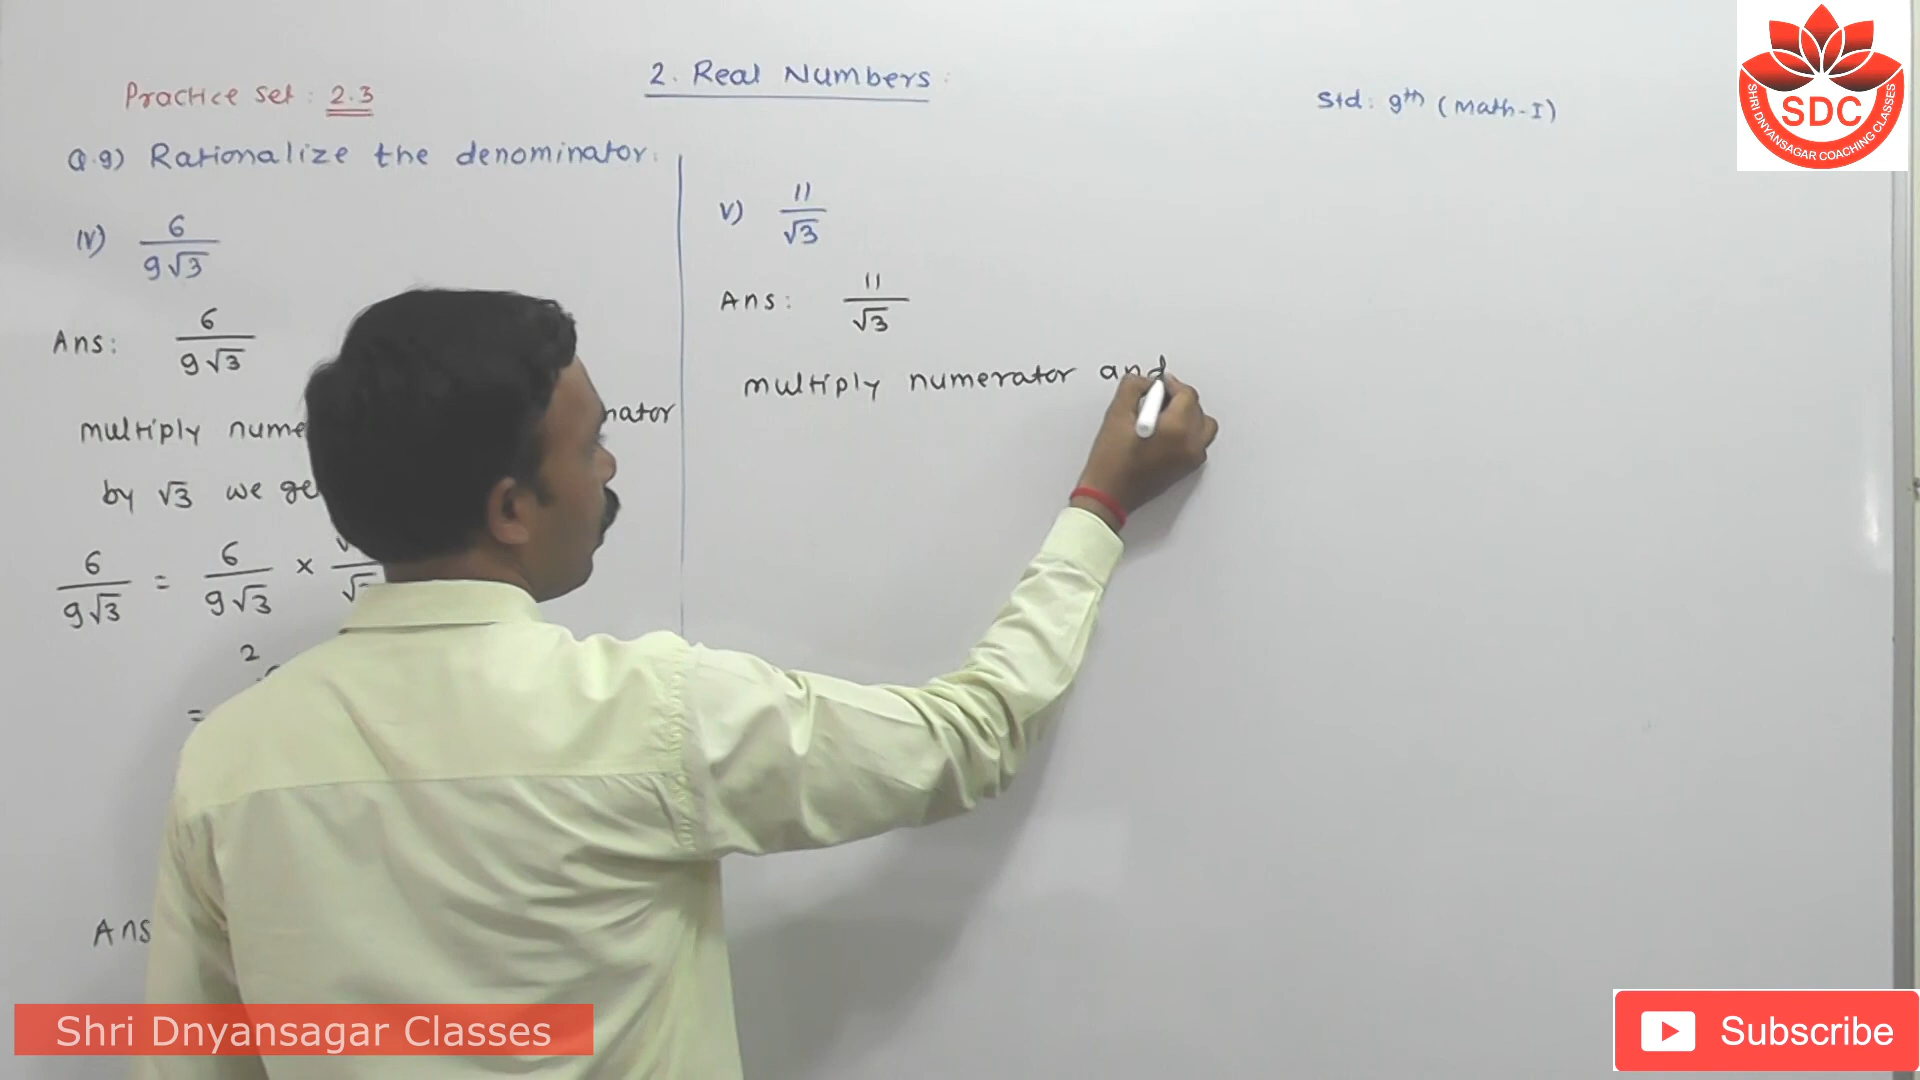 2. Real Numbers:
Practice set: 2.3
Std: 9th (Math-I)
Q.9) Rationalize the denominator.
IV) 6
9√3
Ans: 6
9√3
multiply nume nator
by √3 we ge
6 = 6 ×
9√3 9√3
2
=
Ans
V) 11
√3
Ans: 11
√3
multiply numerator and
SDC
SHRI DNYANSAGAR COACHING CLASSES
Shri Dnyansagar Classes
Subscribe